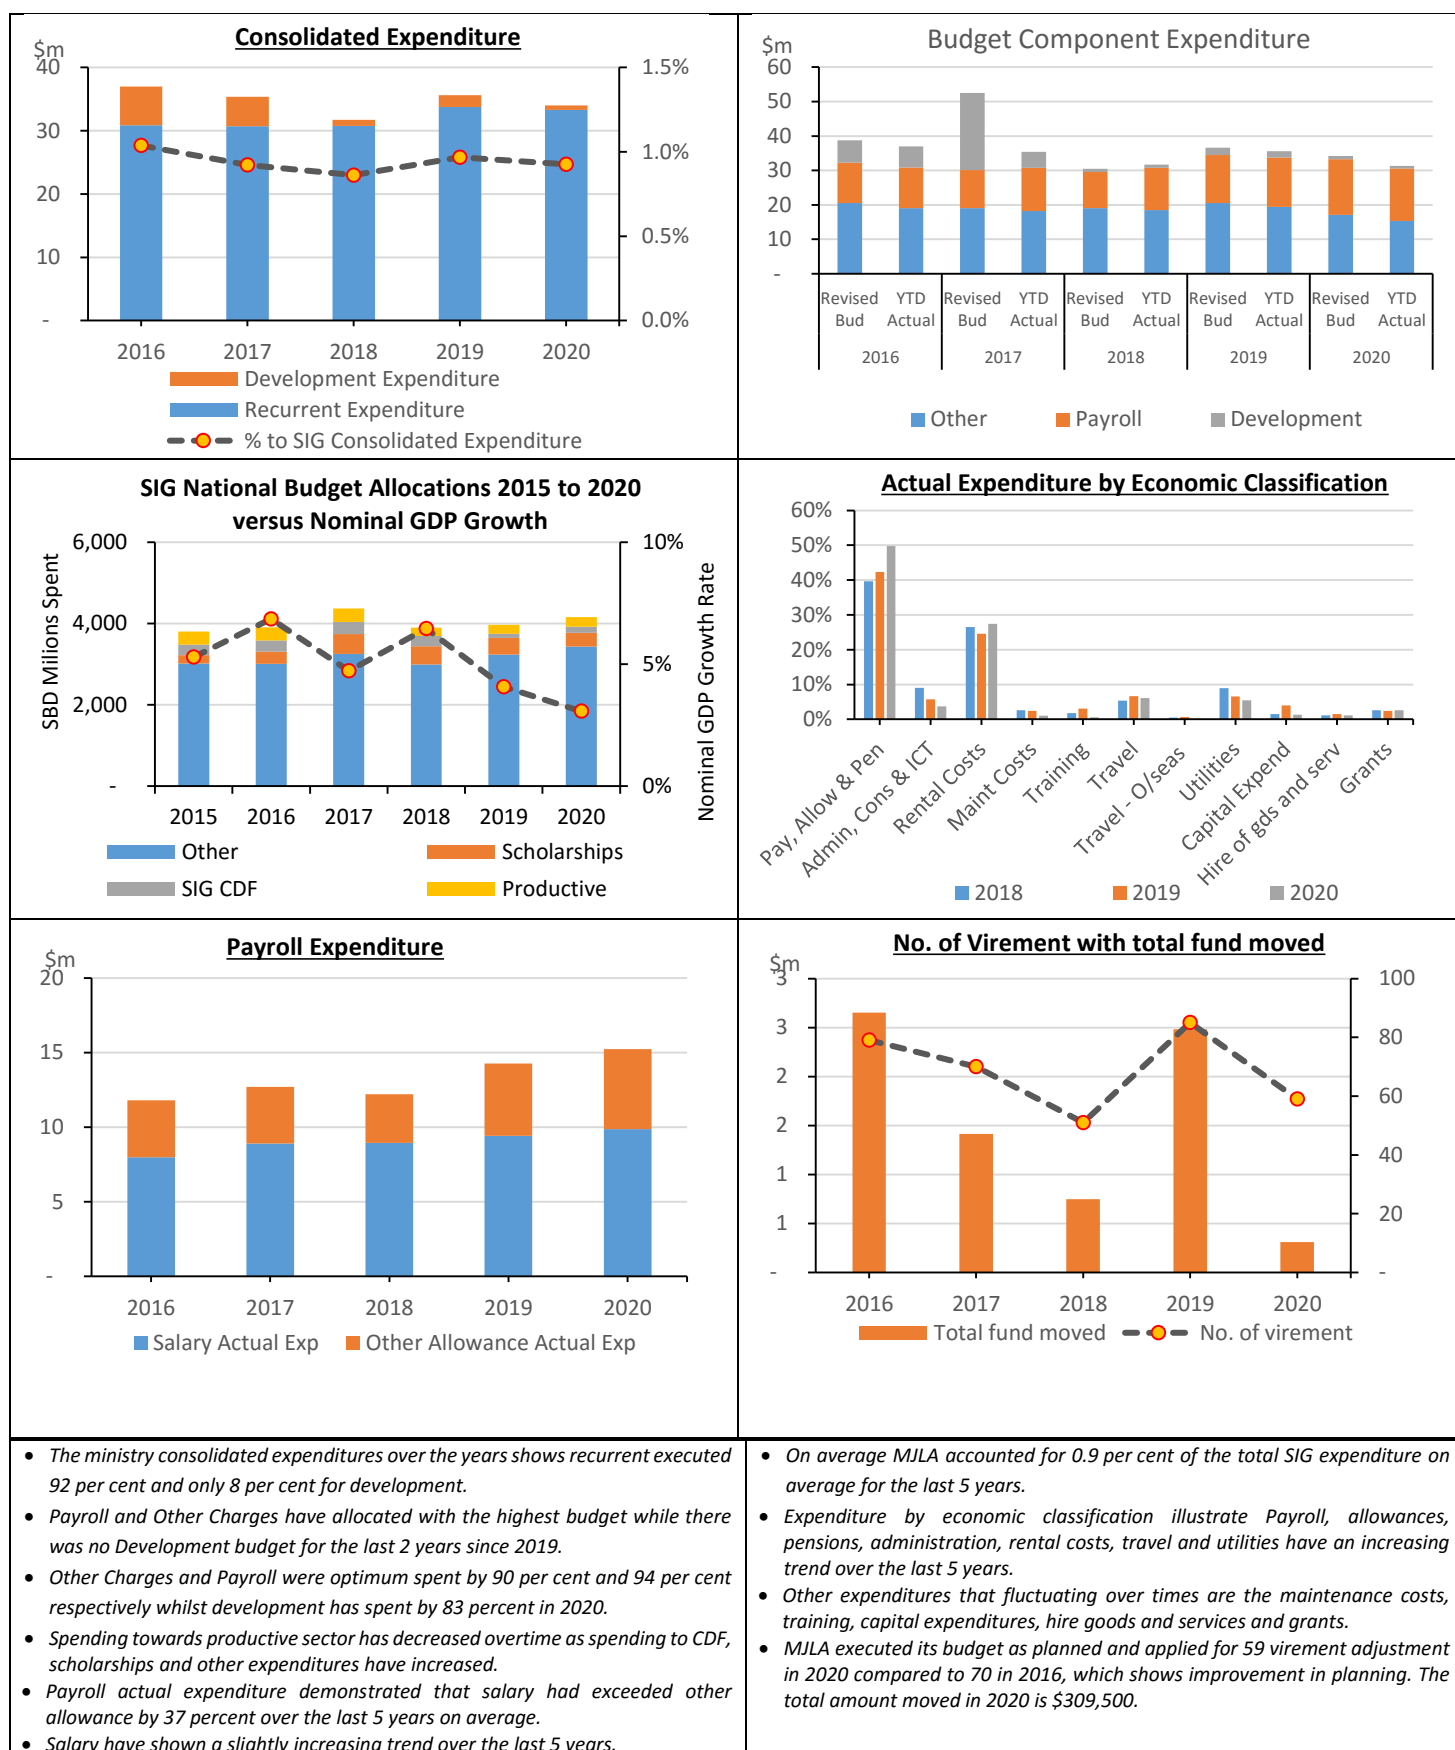 Consolidated Expenditure
$m
40
30
20
10
-
1.5%
1.0%
0.5%
0.0%
2016 2017 2018 2019 2020
Development Expenditure
Recurrent Expenditure
% to SIG Consolidated Expenditure
Budget Component Expenditure
$m
60
50
40
30
20
10
-
Revised YTD Revised YTD Revised YTD Revised YTD Revised YTD
Bud Actual Bud Actual Bud Actual Bud Actual Bud Actual
2016 2017 2018 2019 2020
Other Payroll Development
SIG National Budget Allocations 2015 to 2020
versus Nominal GDP Growth
SBD Milions Spent
6,000
4,000
2,000
-
10%
5%
0%
Nominal GDP Growth Rate
2015 2016 2017 2018 2019 2020
Other Scholarships
SIG CDF Productive
Actual Expenditure by Economic Classification
60%
50%
40%
30%
20%
10%
0%
Pay, Allow & Pen
Admin, Cons & ICT
Rental Costs
Maint Costs
Training
Travel
Travel - O/seas
Utilities
Capital Expend
Hire of gds and serv
Grants
2018 2019 2020
Payroll Expenditure
$m
20
15
10
5
-
2016 2017 2018 2019 2020
Salary Actual Exp Other Allowance Actual Exp
No. of Virement with total fund moved
$m
3
3
2
2
1
1
-
100
80
60
40
20
-
2016 2017 2018 2019 2020
Total fund moved No. of virement
• The ministry consolidated expenditures over the years shows recurrent executed
92 per cent and only 8 per cent for development.
• Payroll and Other Charges have allocated with the highest budget while there
was no Development budget for the last 2 years since 2019.
• Other Charges and Payroll were optimum spent by 90 per cent and 94 per cent
respectively whilst development has spent by 83 percent in 2020.
• Spending towards productive sector has decreased overtime as spending to CDF,
scholarships and other expenditures have increased.
• Payroll actual expenditure demonstrated that salary had exceeded other
allowance by 37 percent over the last 5 years on average.
• Salary have shown a slightly increasing trend over the last 5 years.
• On average MJLA accounted for 0.9 per cent of the total SIG expenditure on
average for the last 5 years.
• Expenditure by economic classification illustrate Payroll, allowances,
pensions, administration, rental costs, travel and utilities have an increasing
trend over the last 5 years.
• Other expenditures that fluctuating over times are the maintenance costs,
training, capital expenditures, hire goods and services and grants.
• MJLA executed its budget as planned and applied for 59 virement adjustment
in 2020 compared to 70 in 2016, which shows improvement in planning. The
total amount moved in 2020 is $309,500.